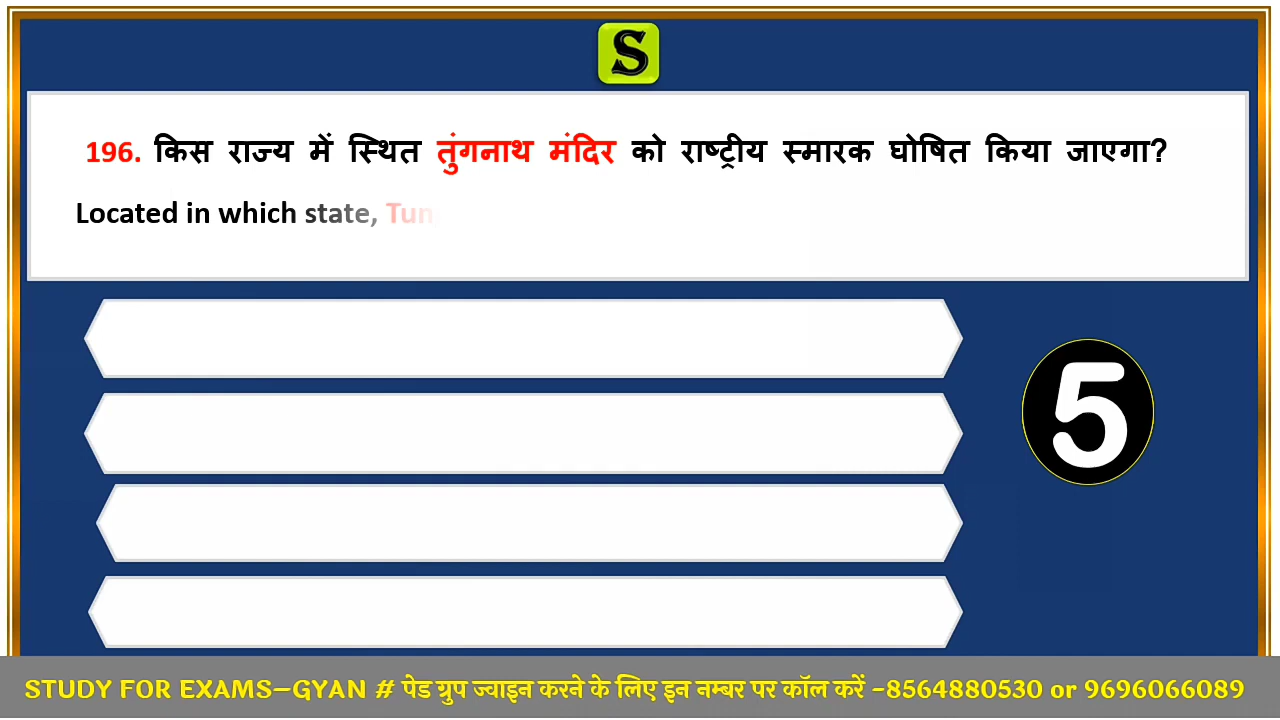 S
196. किस राज्य में स्थित तुंगनाथ मंदिर को राष्ट्रीय स्मारक घोषित किया जाएगा?
Located in which state, Tun
5
STUDY FOR EXAMS-GYAN # पेड ग्रुप ज्वाइन करने के लिए इन नम्बर पर कॉल करें -8564880530 or 9696066089